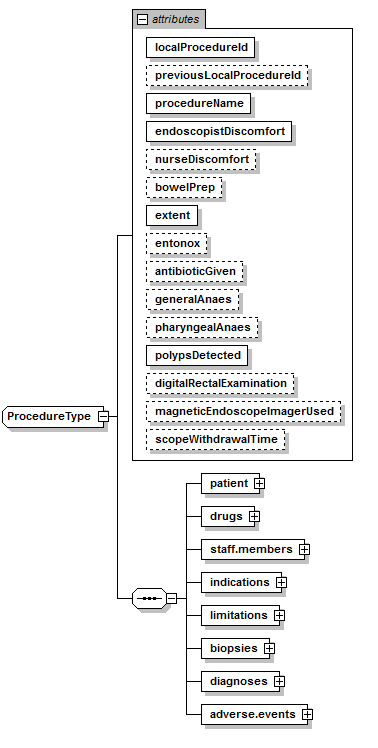 attributes
localProcedureId
previousLocalProcedureId
procedureName
endoscopistDiscomfort
nurseDiscomfort
bowelPrep
extent
entonox
antibioticGiven
generalAnaes
pharyngealAnaes
polypsDetected
digitalRectalExamination
magneticEndoscopeImagerUsed
scopeWithdrawalTime
ProcedureType
patient
drugs
staff.members
indications
limitations
biopsies
diagnoses
adverse.events